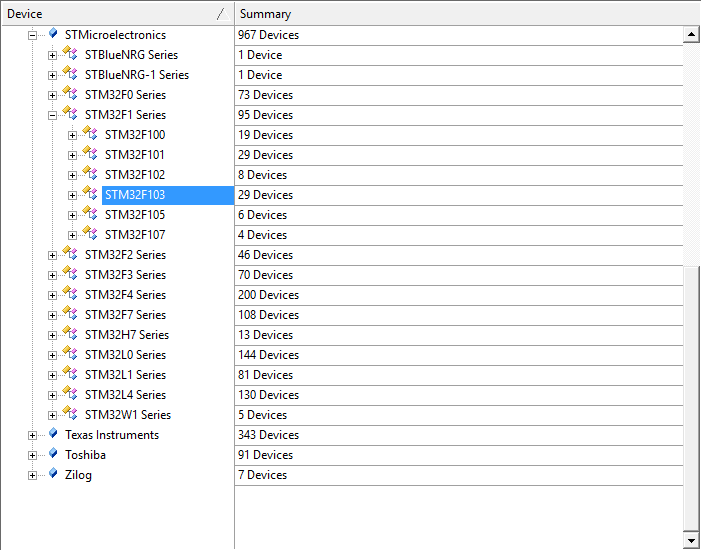 Device Summary
STMicroelectronics 967 Devices
STBlueNRG Series 1 Device
STBlueNRG-1 Series 1 Device
STM32F0 Series 73 Devices
STM32F1 Series 95 Devices
STM32F100 19 Devices
STM32F101 29 Devices
STM32F102 8 Devices
STM32F103 29 Devices
STM32F105 6 Devices
STM32F107 4 Devices
STM32F2 Series 46 Devices
STM32F3 Series 70 Devices
STM32F4 Series 200 Devices
STM32F7 Series 108 Devices
STM32H7 Series 13 Devices
STM32L0 Series 144 Devices
STM32L1 Series 81 Devices
STM32L4 Series 130 Devices
STM32W1 Series 5 Devices
Texas Instruments 343 Devices
Toshiba 91 Devices
Zilog 7 Devices